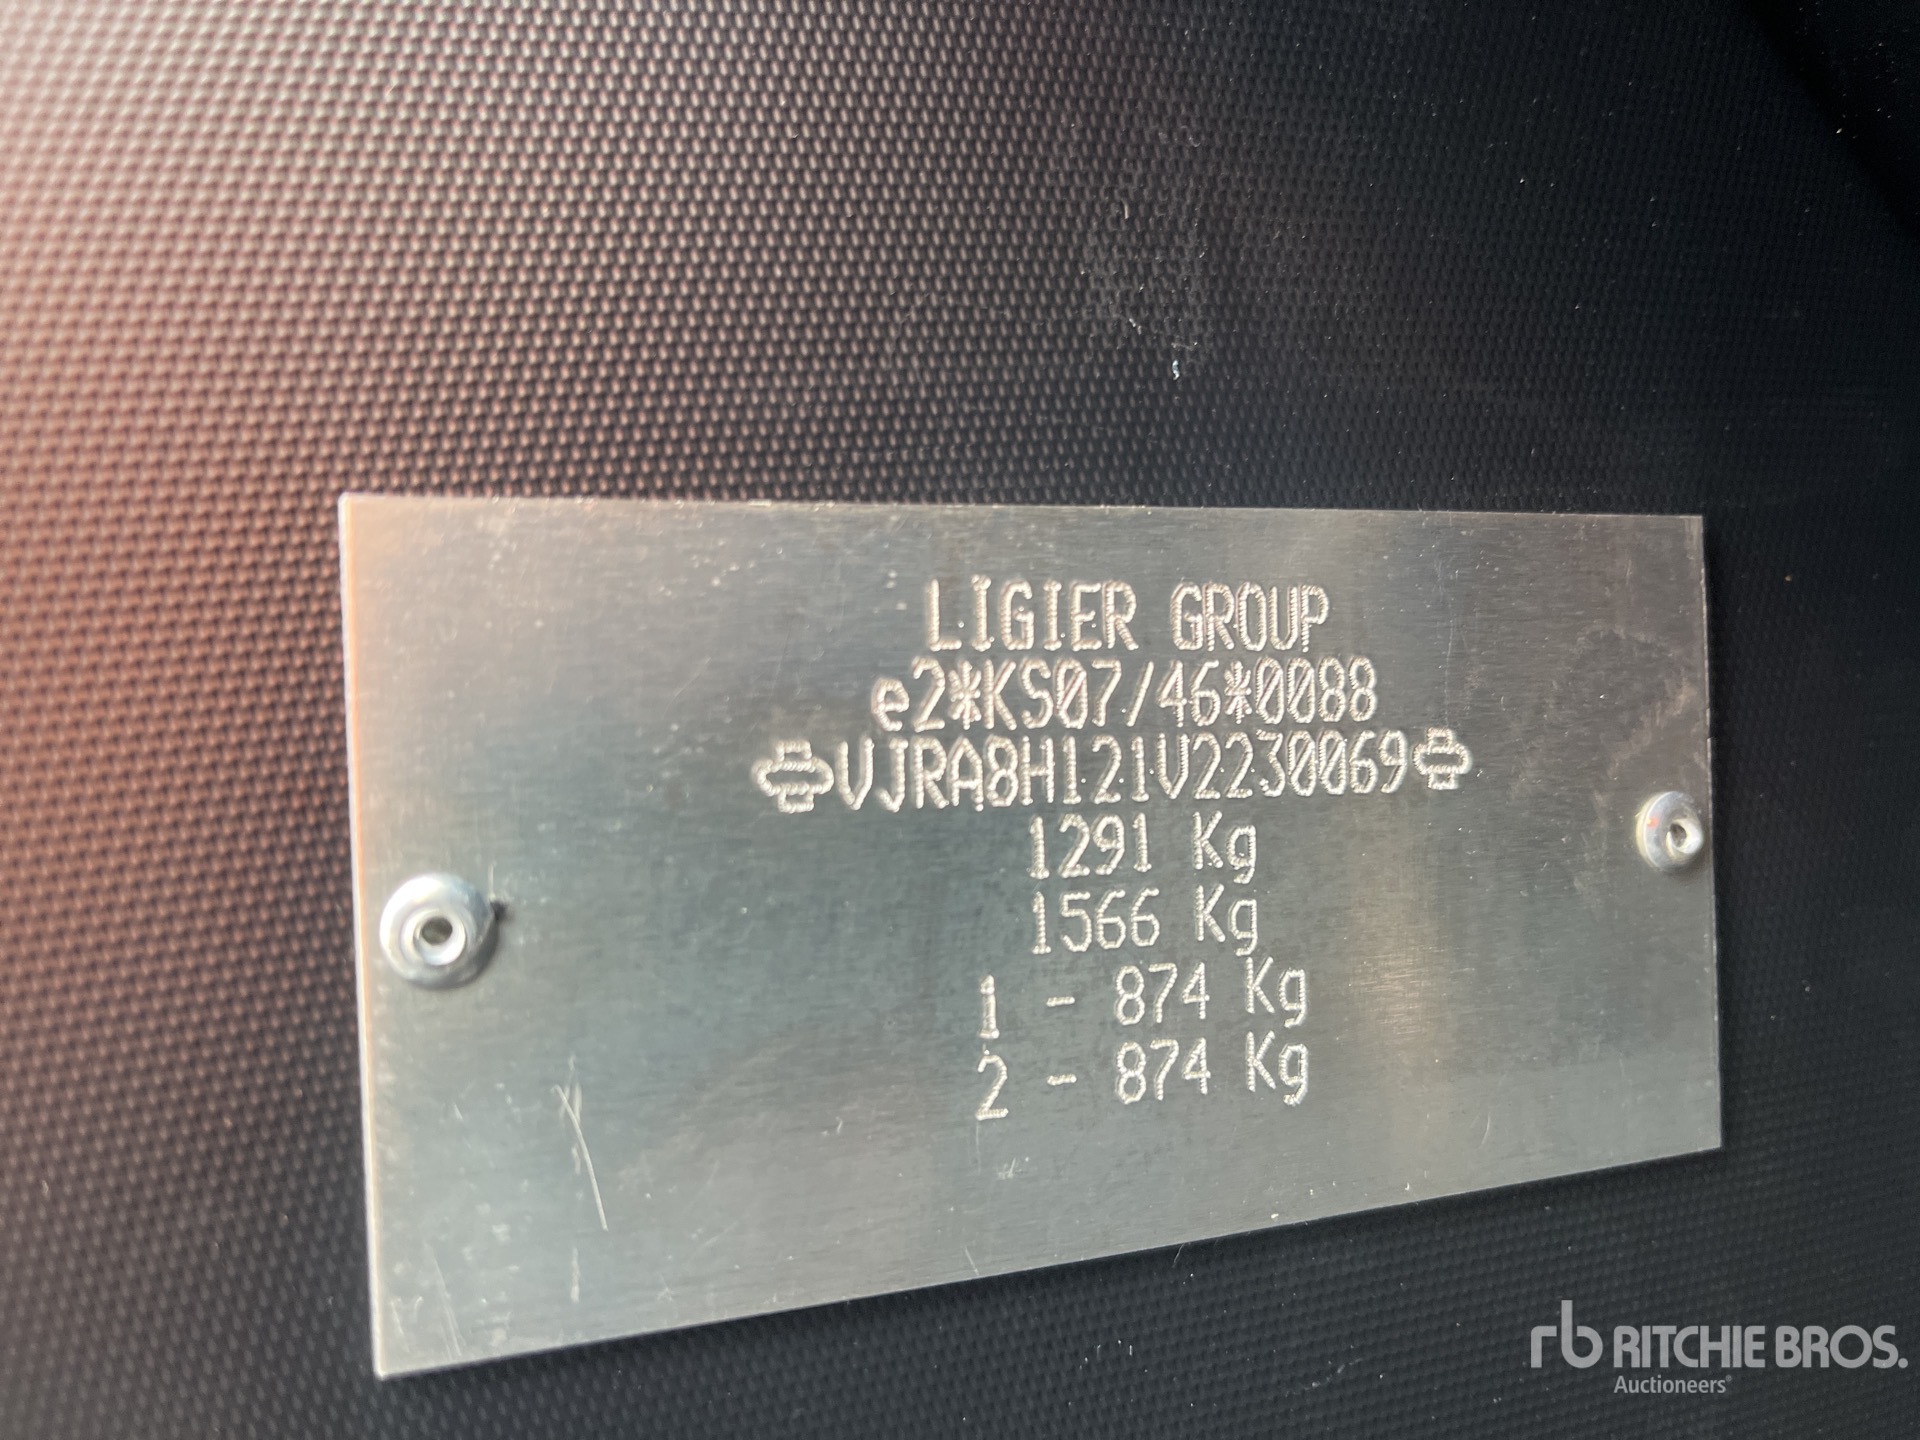 LIGIER GROUP
e2*KS07/46*0088
VJRA8H121V2230069
1291 Kg
1566 Kg
1 - 874 Kg
2 - 874 Kg
rb RITCHIE BROS.
Auctioneers®